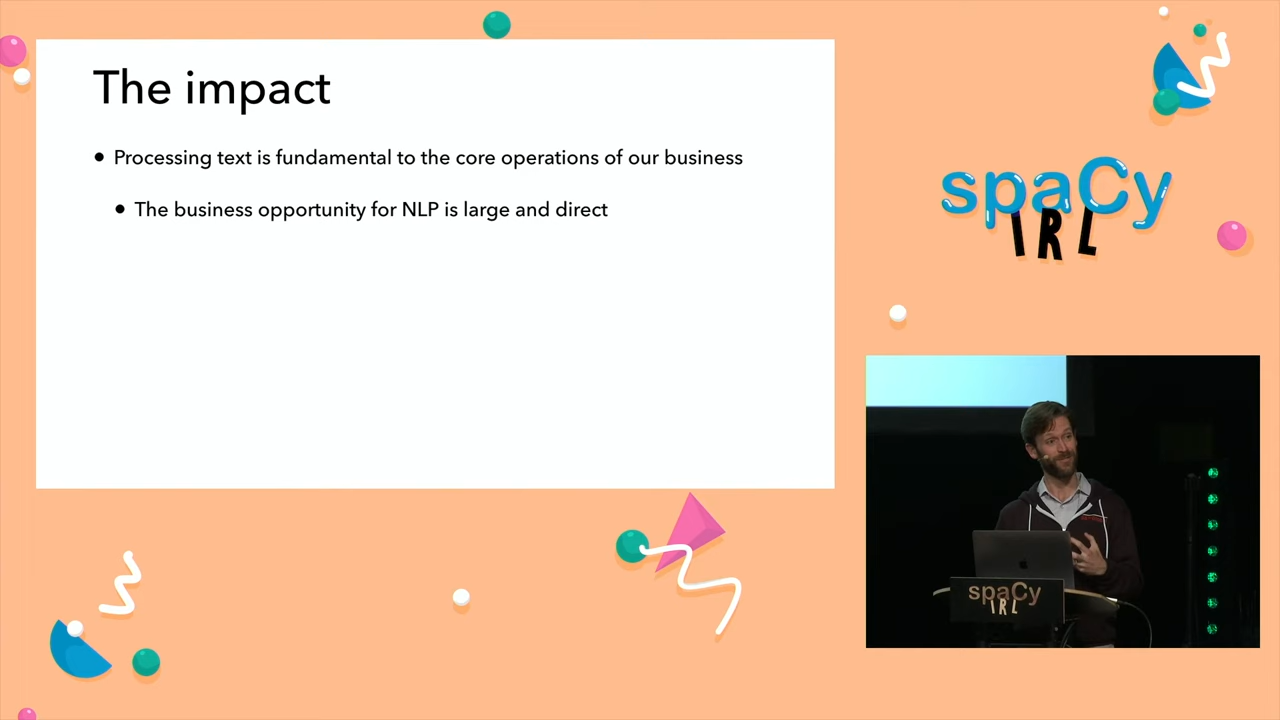 The impact
• Processing text is fundamental to the core operations of our business
• The business opportunity for NLP is large and direct
spaCy
IRL
spaCy
IRL